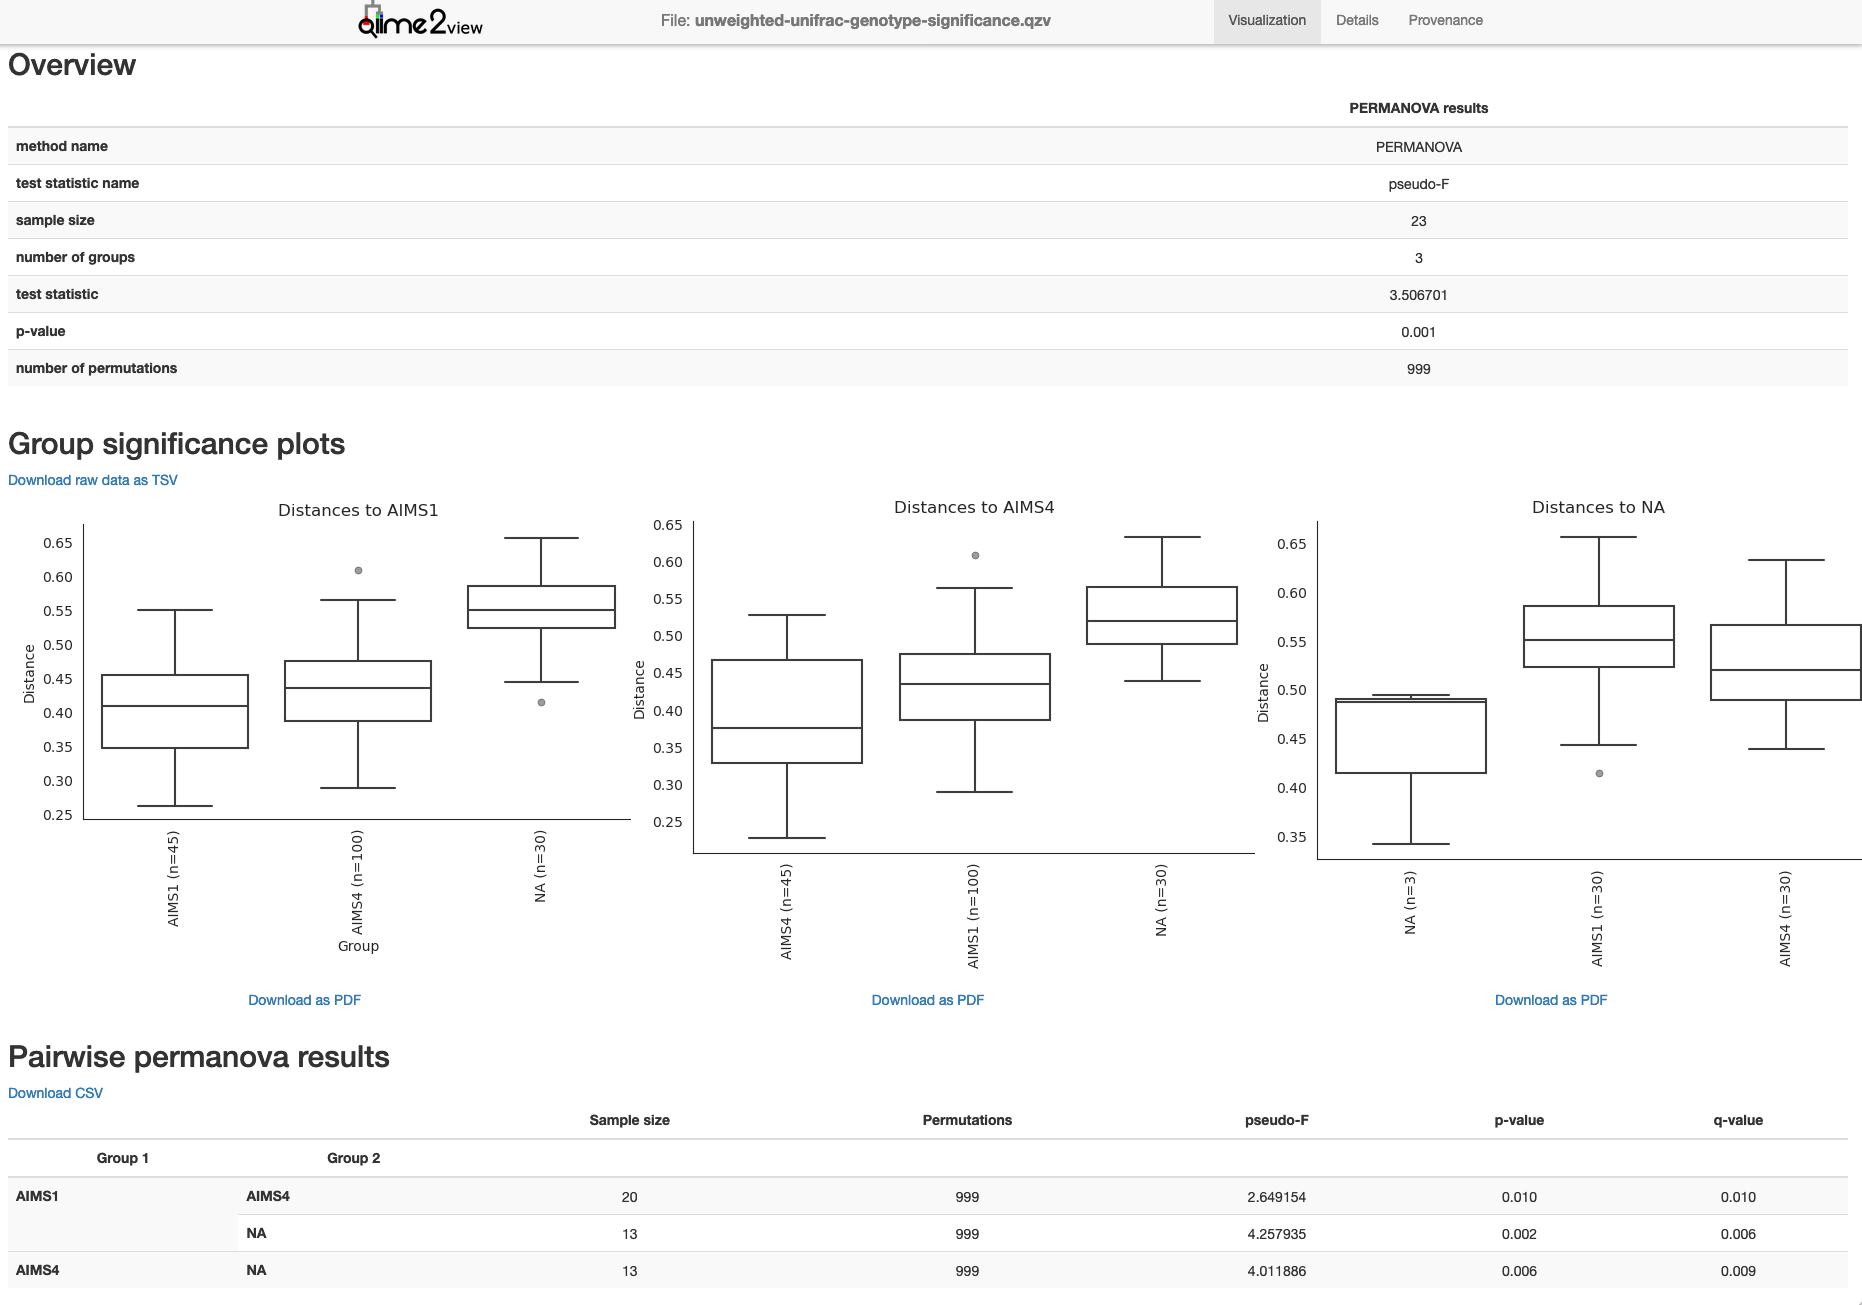 qiime2view
File: unweighted-unifrac-genotype-significance.qzv
Visualization Details Provenance
Overview
PERMANOVA results
method name PERMANOVA
test statistic name pseudo-F
sample size 23
number of groups 3
test statistic 3.506701
p-value 0.001
number of permutations 999
Group significance plots
Download raw data as TSV
Distances to AIMS1
0.65
0.60
0.55
0.50
0.45
0.40
0.35
0.30
0.25
Distance
AIMS1 (n=45)
AIMS4 (n=100)
NA (n=30)
Group
Download as PDF
Distances to AIMS4
0.65
0.60
0.55
0.50
0.45
0.40
0.35
0.30
0.25
Distance
AIMS4 (n=45)
AIMS1 (n=100)
NA (n=30)
Download as PDF
Distances to NA
0.65
0.60
0.55
0.50
0.45
0.40
0.35
Distance
NA (n=3)
AIMS1 (n=30)
AIMS4 (n=30)
Download as PDF
Pairwise permanova results
Download CSV
Sample size Permutations pseudo-F p-value q-value
Group 1 Group 2
AIMS1 AIMS4 20 999 2.649154 0.010 0.010
NA 13 999 4.257935 0.002 0.006
AIMS4 NA 13 999 4.011886 0.006 0.009